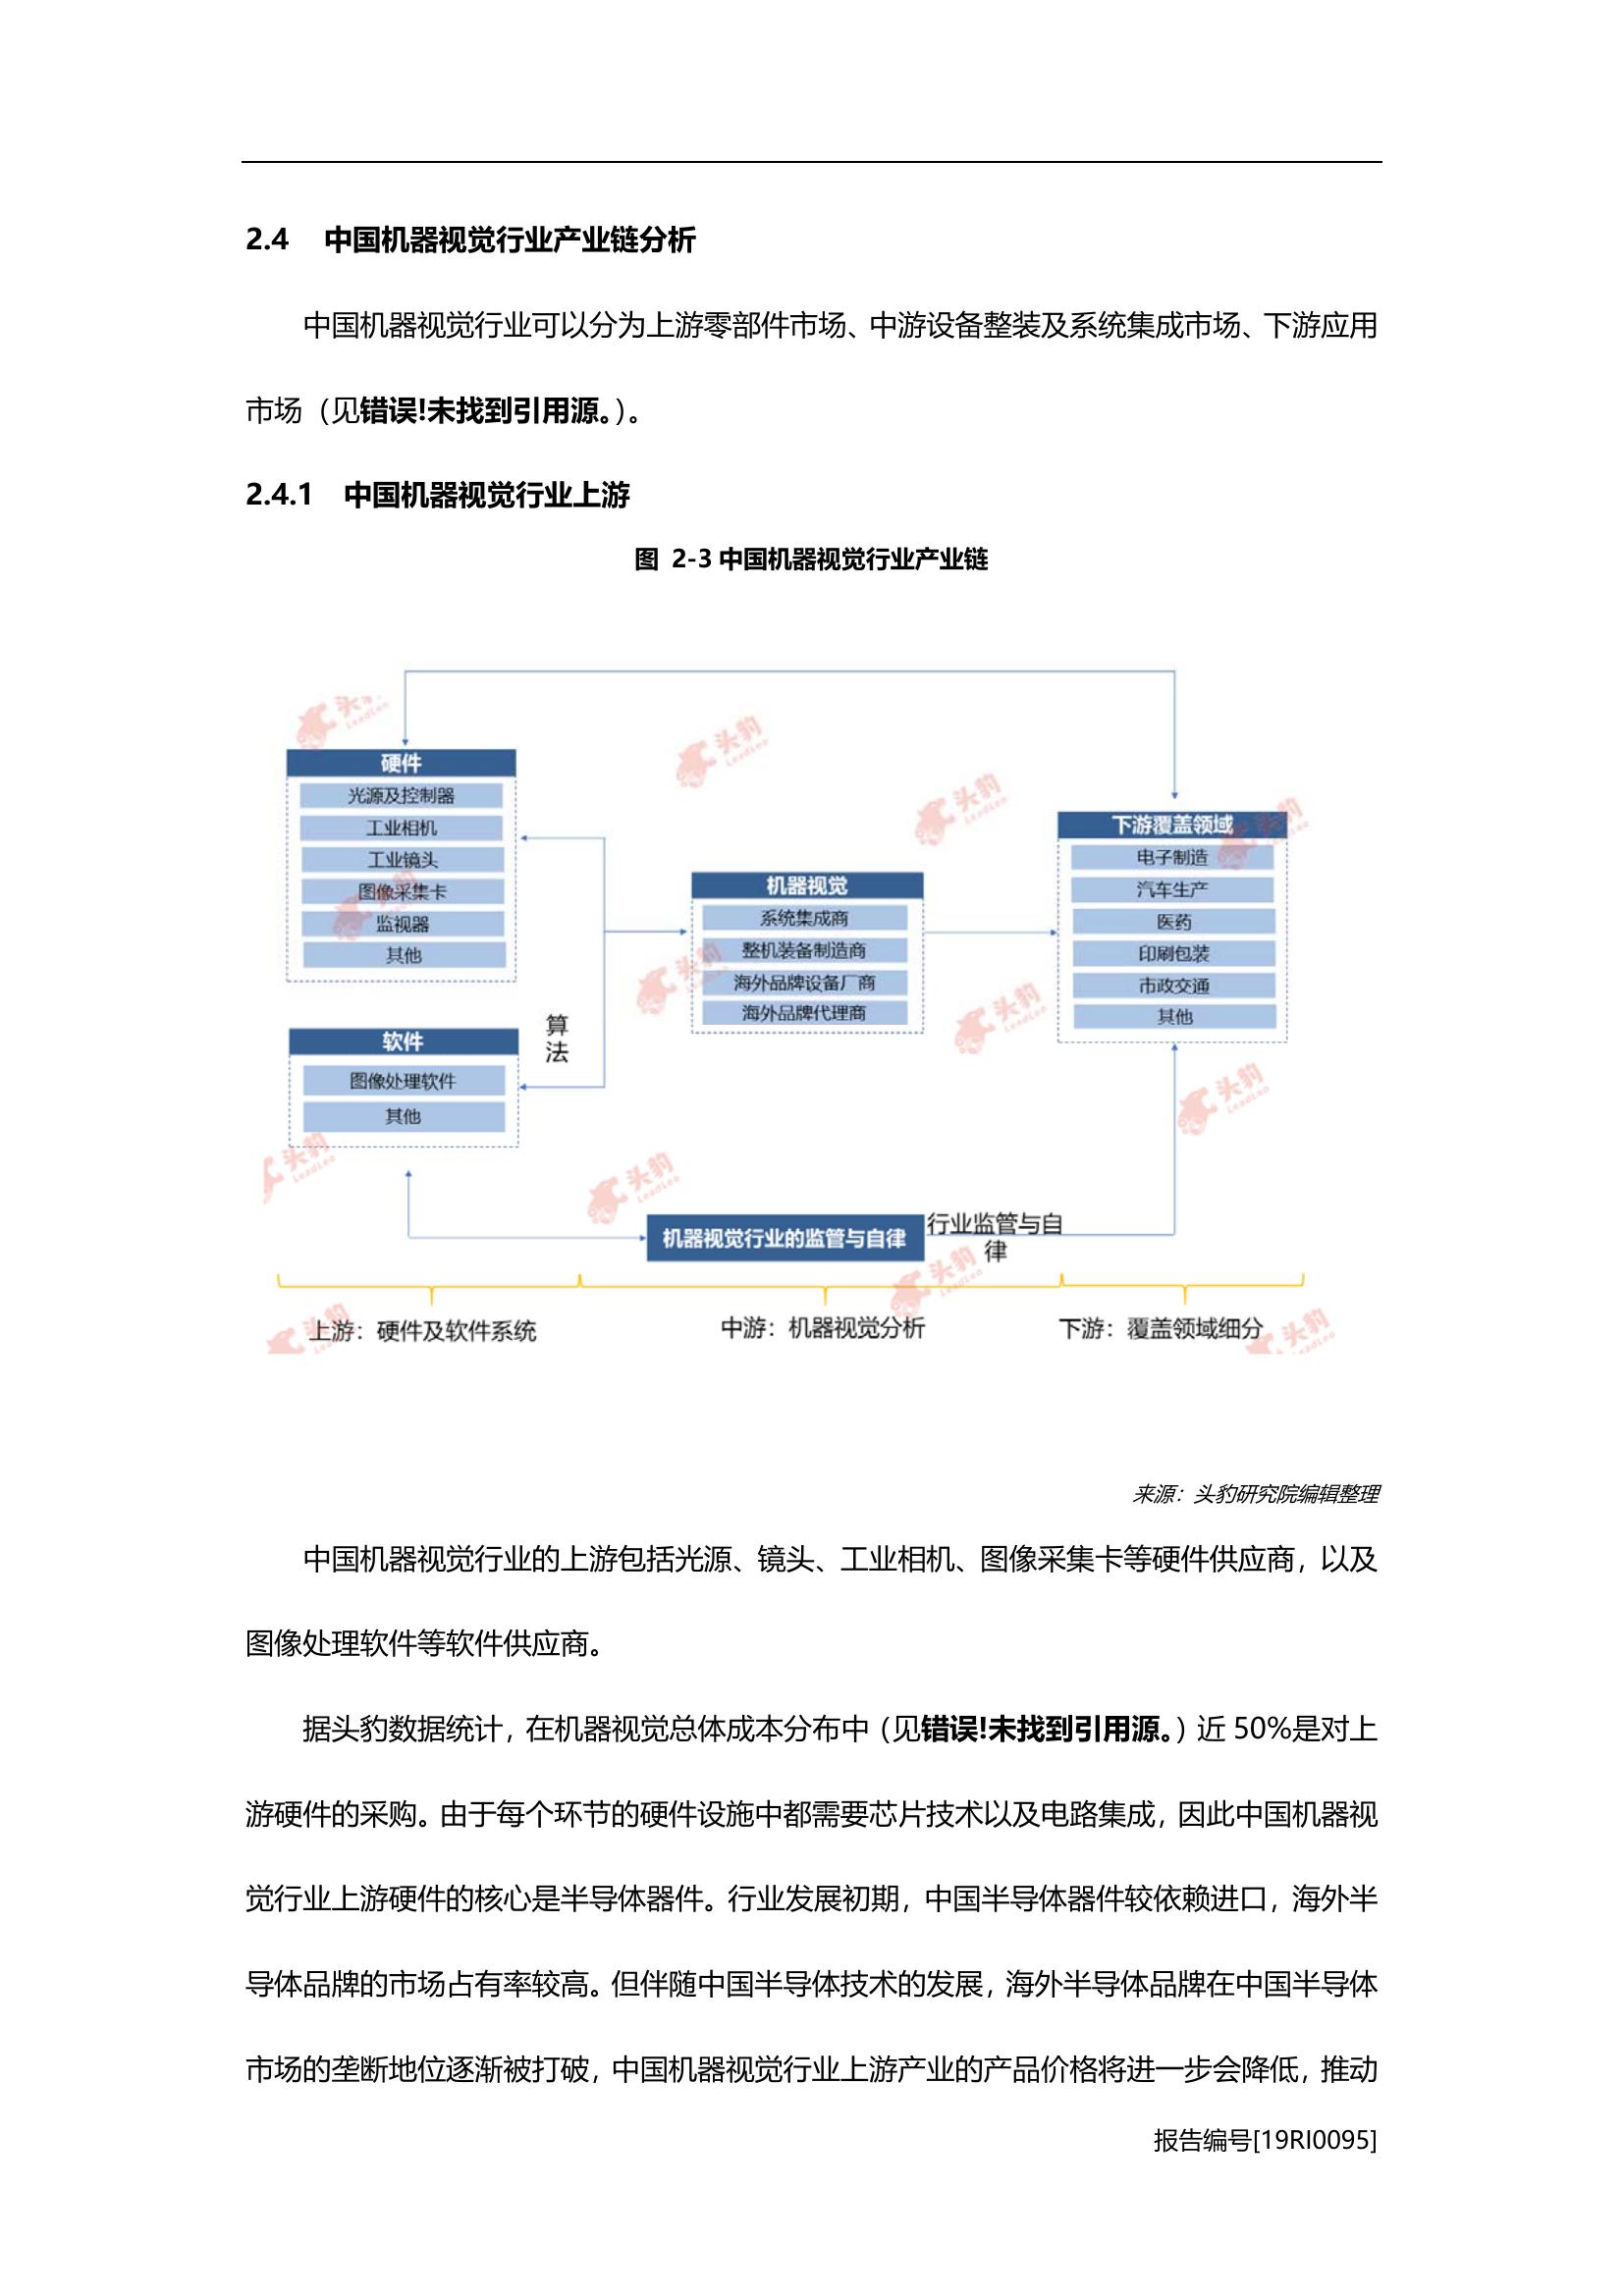 2.4 中国机器视觉行业产业链分析
中国机器视觉行业可以分为上游零部件市场、中游设备整装及系统集成市场、下游应用
市场（见错误!未找到引用源。）。
2.4.1 中国机器视觉行业上游
图 2-3 中国机器视觉行业产业链
硬件
光源及控制器
工业相机
工业镜头
图像采集卡
监视器
其他
软件
图像处理软件
其他
算
法
机器视觉
系统集成商
整机装备制造商
海外品牌设备厂商
海外品牌代理商
下游覆盖领域
电子制造
汽车生产
医药
印刷包装
市政交通
其他
机器视觉行业的监管与自律
行业监管与自
律
上游：硬件及软件系统
中游：机器视觉分析
下游：覆盖领域细分
头豹
LeadLeo
来源：头豹研究院编辑整理
中国机器视觉行业的上游包括光源、镜头、工业相机、图像采集卡等硬件供应商，以及
图像处理软件等软件供应商。
据头豹数据统计，在机器视觉总体成本分布中（见错误!未找到引用源。）近 50%是对上
游硬件的采购。由于每个环节的硬件设施中都需要芯片技术以及电路集成，因此中国机器视
觉行业上游硬件的核心是半导体器件。行业发展初期，中国半导体器件较依赖进口，海外半
导体品牌的市场占有率较高。但伴随中国半导体技术的发展，海外半导体品牌在中国半导体
市场的垄断地位逐渐被打破，中国机器视觉行业上游产业的产品价格将进一步会降低，推动
报告编号[19RI0095]